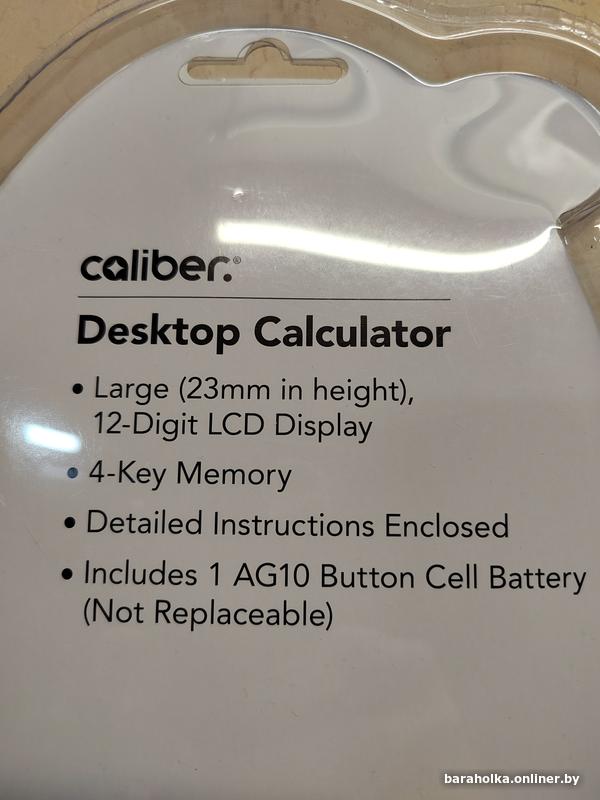 caliber.®
Desktop Calculator
• Large (23mm in height),
12-Digit LCD Display
• 4-Key Memory
• Detailed Instructions Enclosed
• Includes 1 AG10 Button Cell Battery
(Not Replaceable)
baraholka.onliner.by